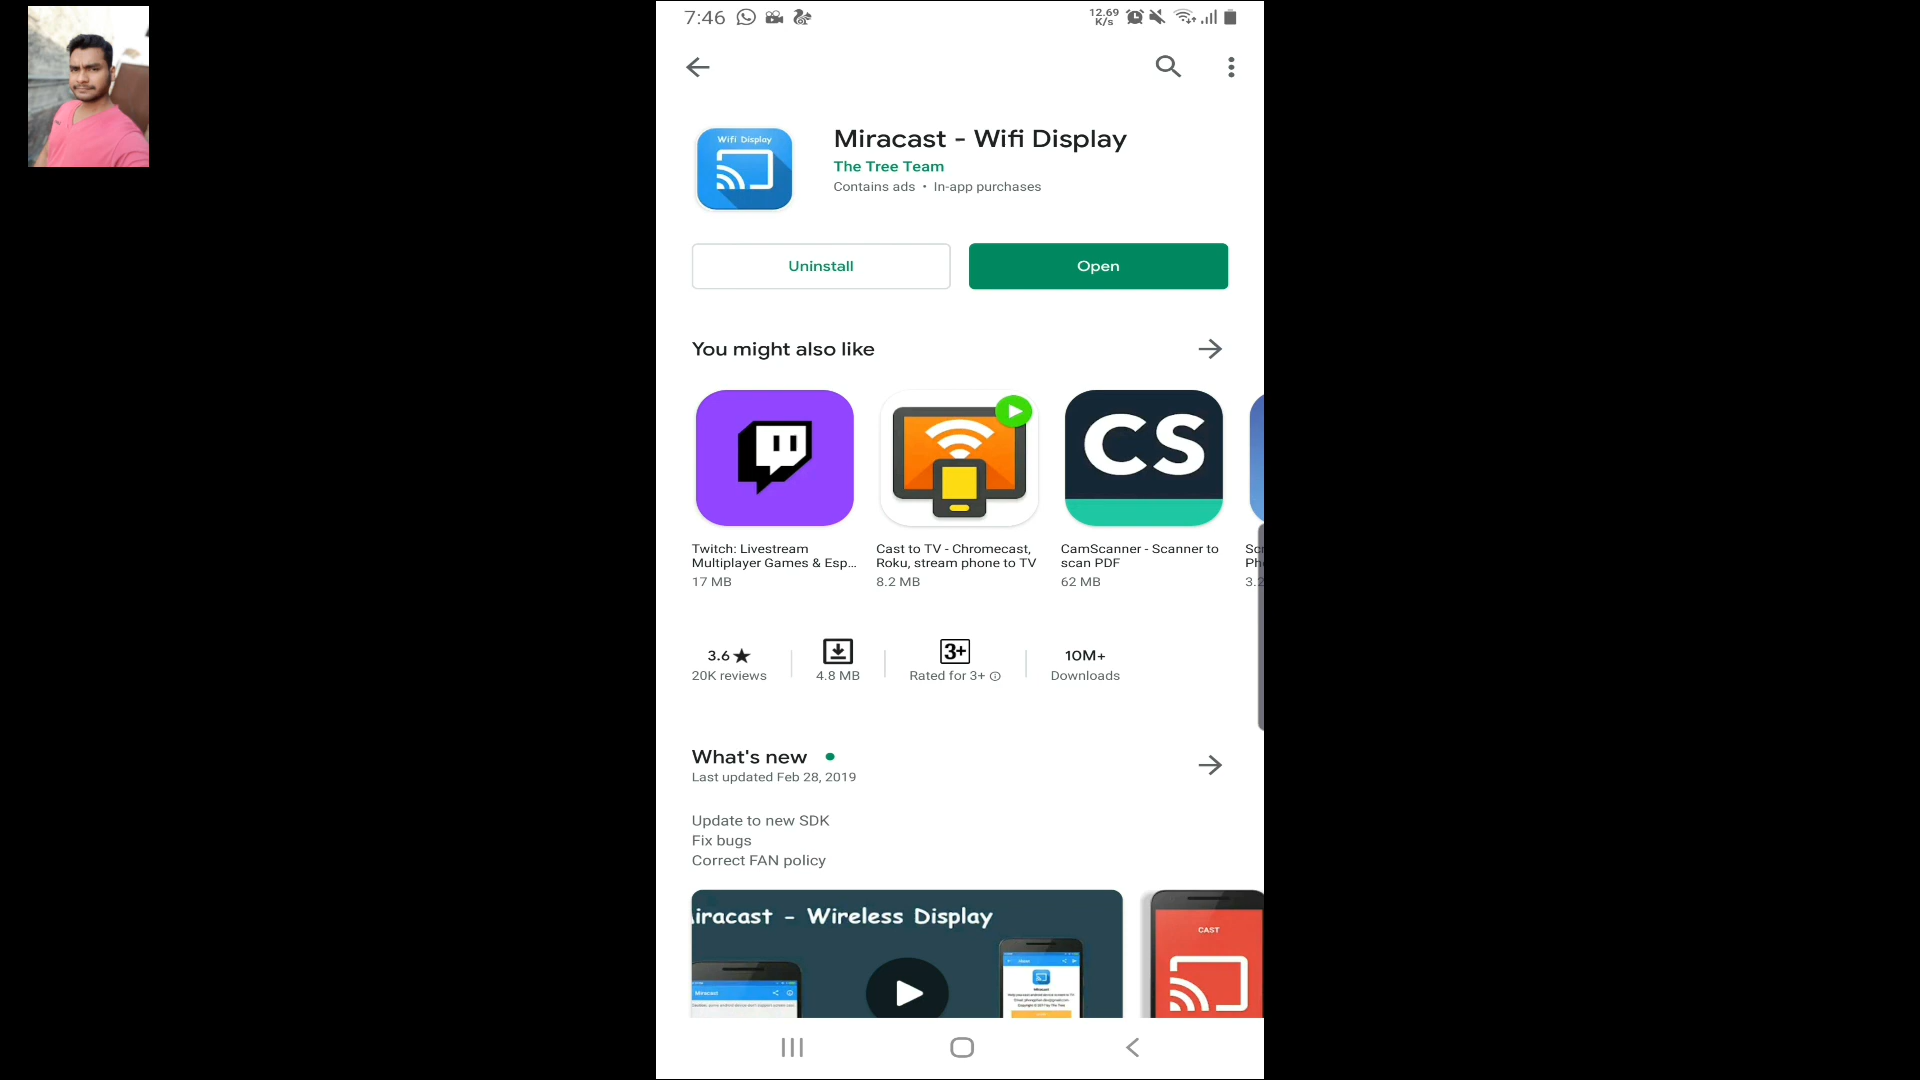 7:46
12.69
K/s
Wifi Display
Miracast - Wifi Display
The Tree Team
Contains ads • In-app purchases
Uninstall
Open
You might also like
CS
Twitch: Livestream
Multiplayer Games & Esp...
17 MB
Cast to TV - Chromecast,
Roku, stream phone to TV
8.2 MB
CamScanner - Scanner to
scan PDF
62 MB
3.6★
20K reviews
4.8 MB
3+
Rated for 3+
10M+
Downloads
What's new
Last updated Feb 28, 2019
Update to new SDK
Fix bugs
Correct FAN policy
iracast - Wireless Display
CAST
Miracast